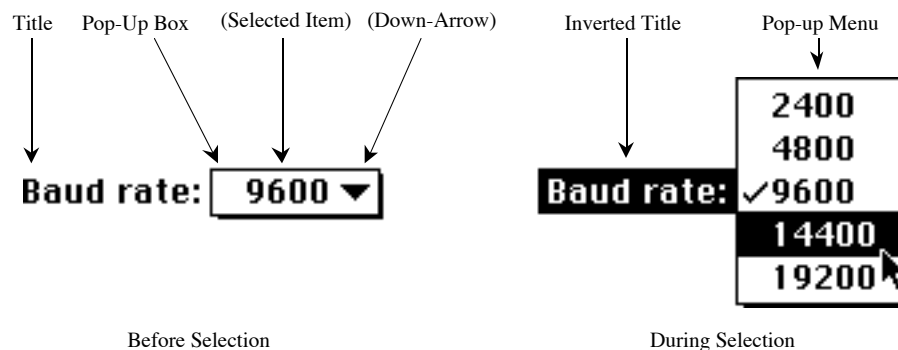 Title Pop-Up Box (Selected Item) (Down-Arrow)
Baud rate: 9600
Before Selection
Inverted Title Pop-up Menu
2400
4800
Baud rate: ✓9600
14400
19200
During Selection